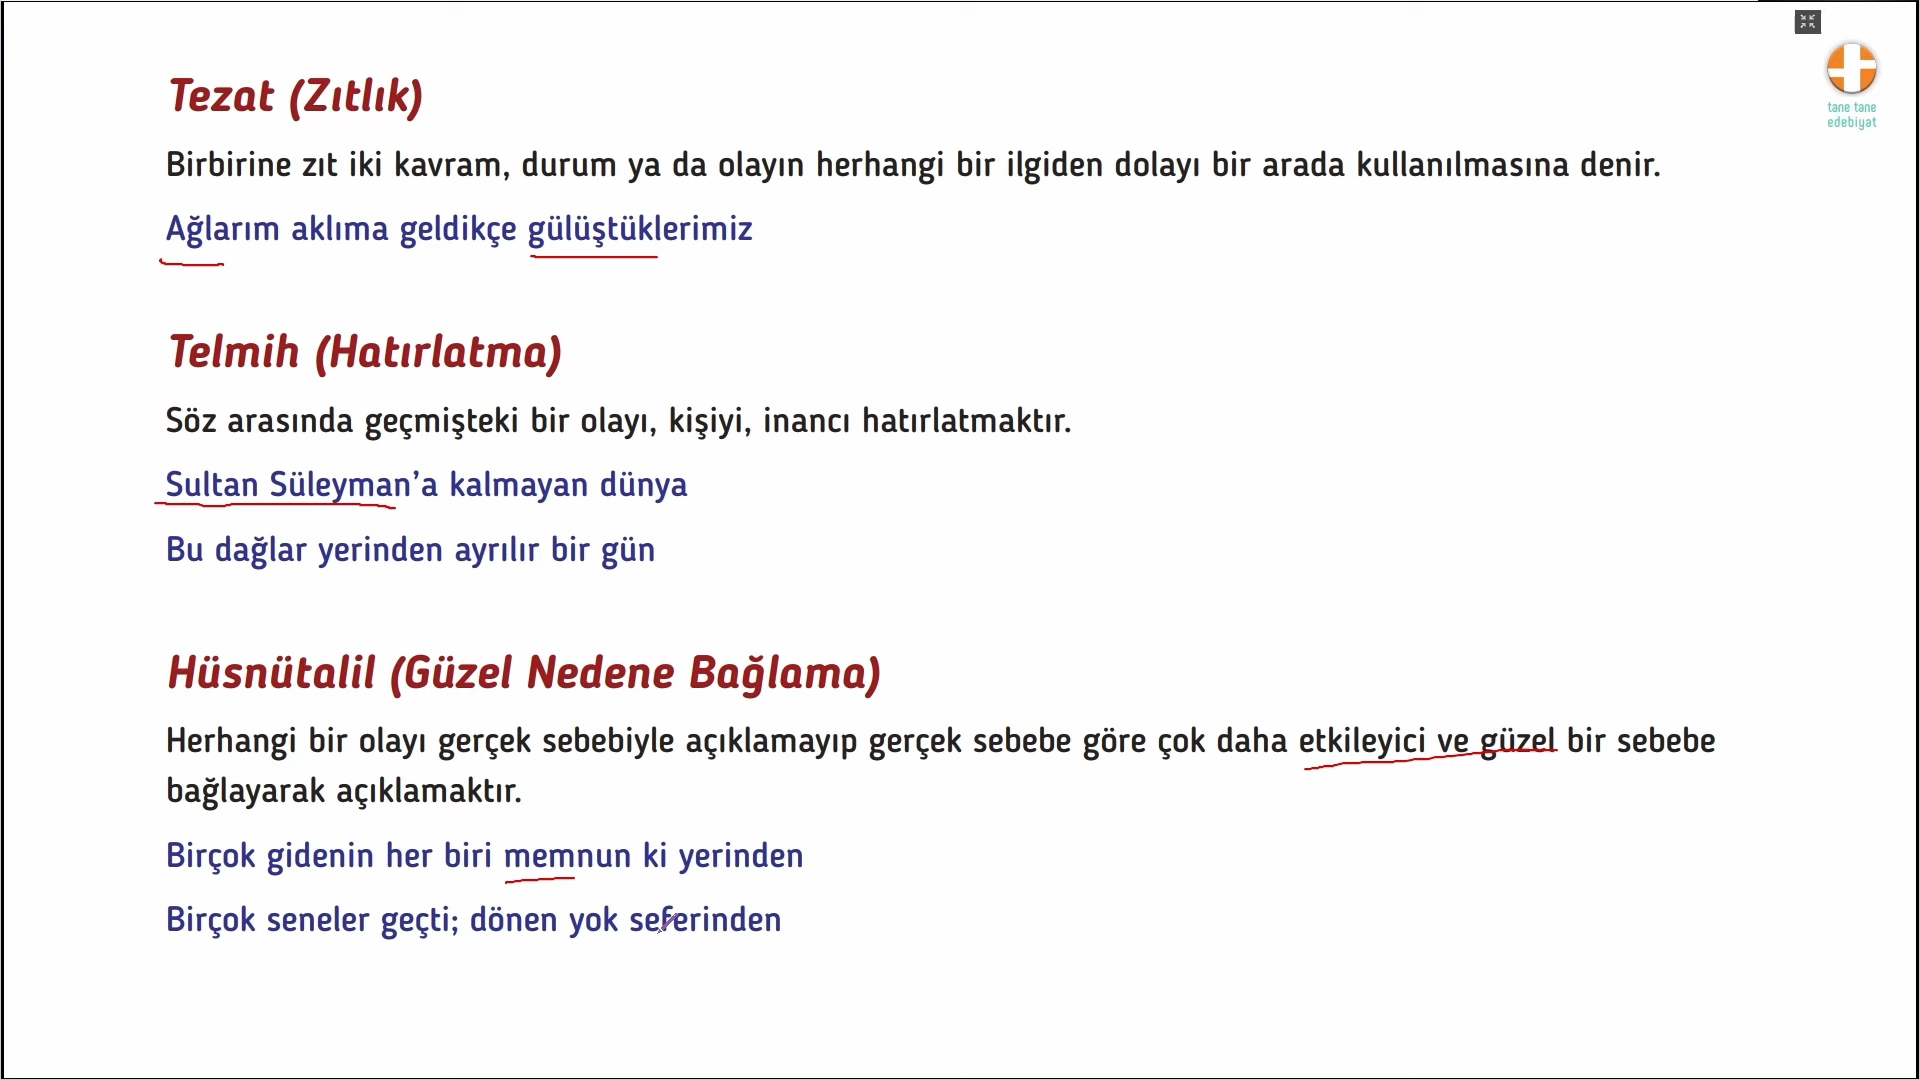 Tezat (Zıtlık)
Birbirine zıt iki kavram, durum ya da olayın herhangi bir ilgiden dolayı bir arada kullanılmasına denir.
Ağlarım aklıma geldikçe gülüştüklerimiz
Telmih (Hatırlatma)
Söz arasında geçmişteki bir olayı, kişiyi, inancı hatırlatmaktır.
Sultan Süleyman’a kalmayan dünya
Bu dağlar yerinden ayrılır bir gün
Hüsnütalil (Güzel Nedene Bağlama)
Herhangi bir olayı gerçek sebebiyle açıklamayıp gerçek sebebe göre çok daha etkileyici ve güzel bir sebebe
bağlayarak açıklamaktır.
Birçok gidenin her biri memnun ki yerinden
Birçok seneler geçti; dönen yok seferinden
tane tane
edebiyat